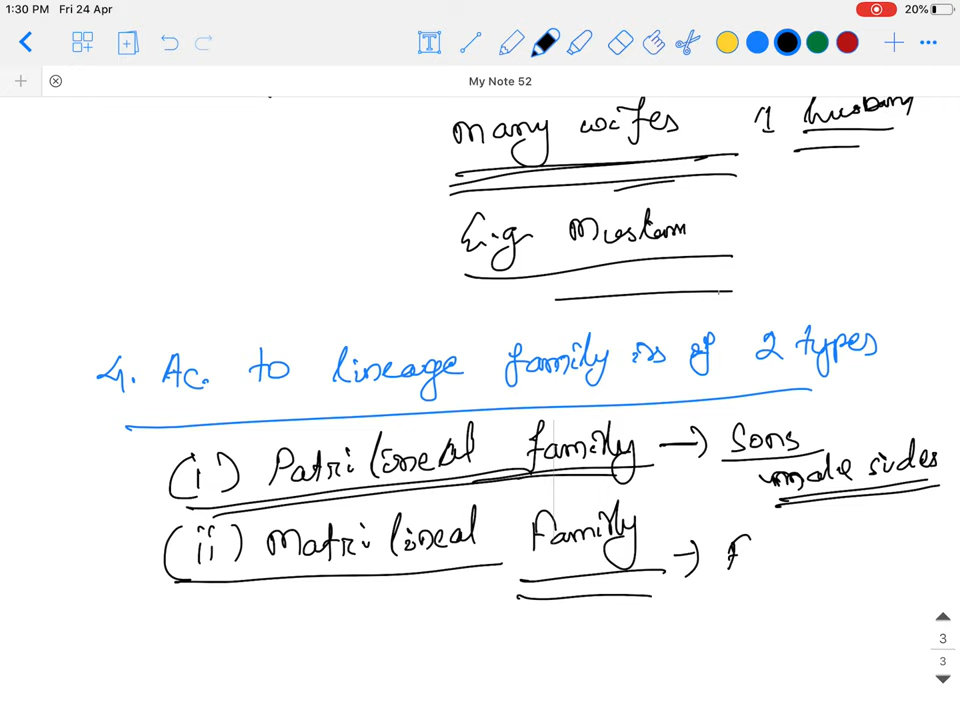 1:30 PM Fri 24 Apr
20%
My Note 52
many wifes 1 husband
E.g Muslam
4. Ac. to lineage family is of 2 types
(i) Patrilineal family → Sons
male sides
(ii) Matrilineal Family → F
3
3